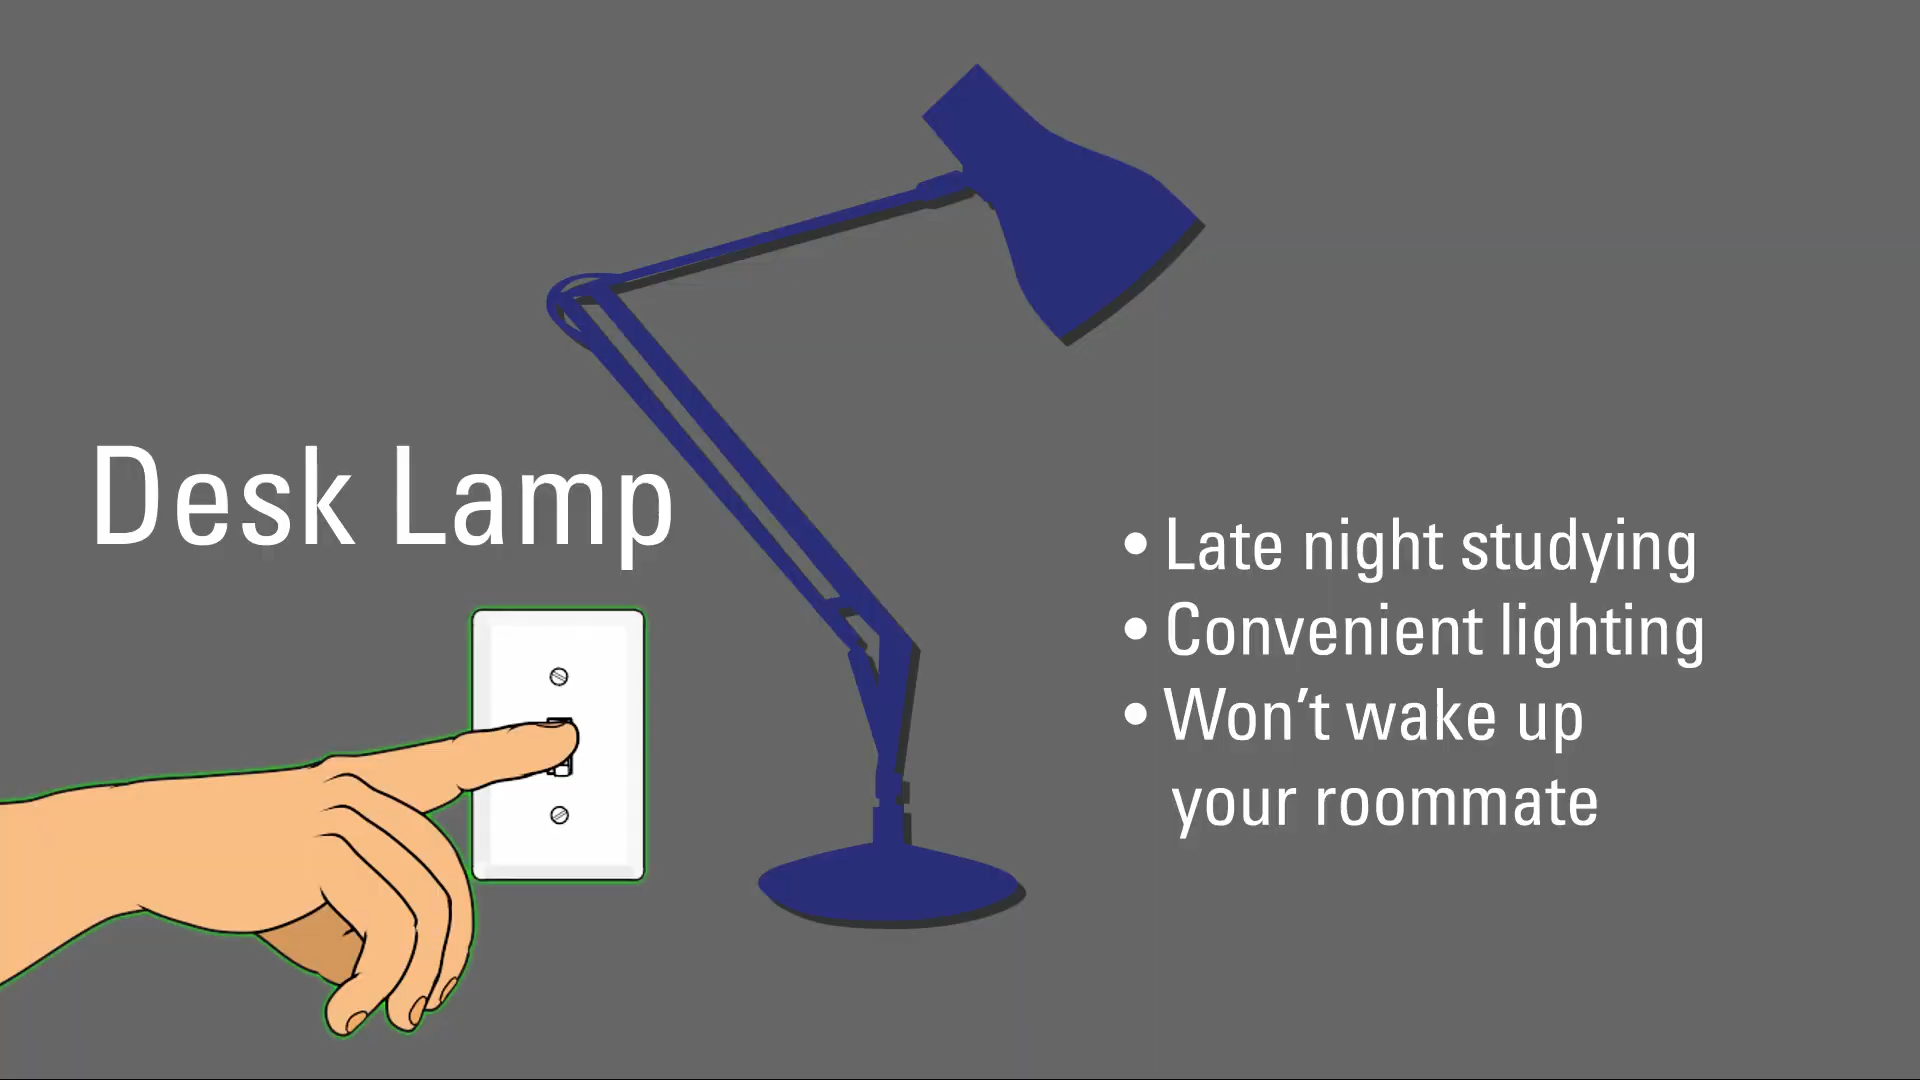 Desk Lamp
• Late night studying
• Convenient lighting
• Won’t wake up
your roommate